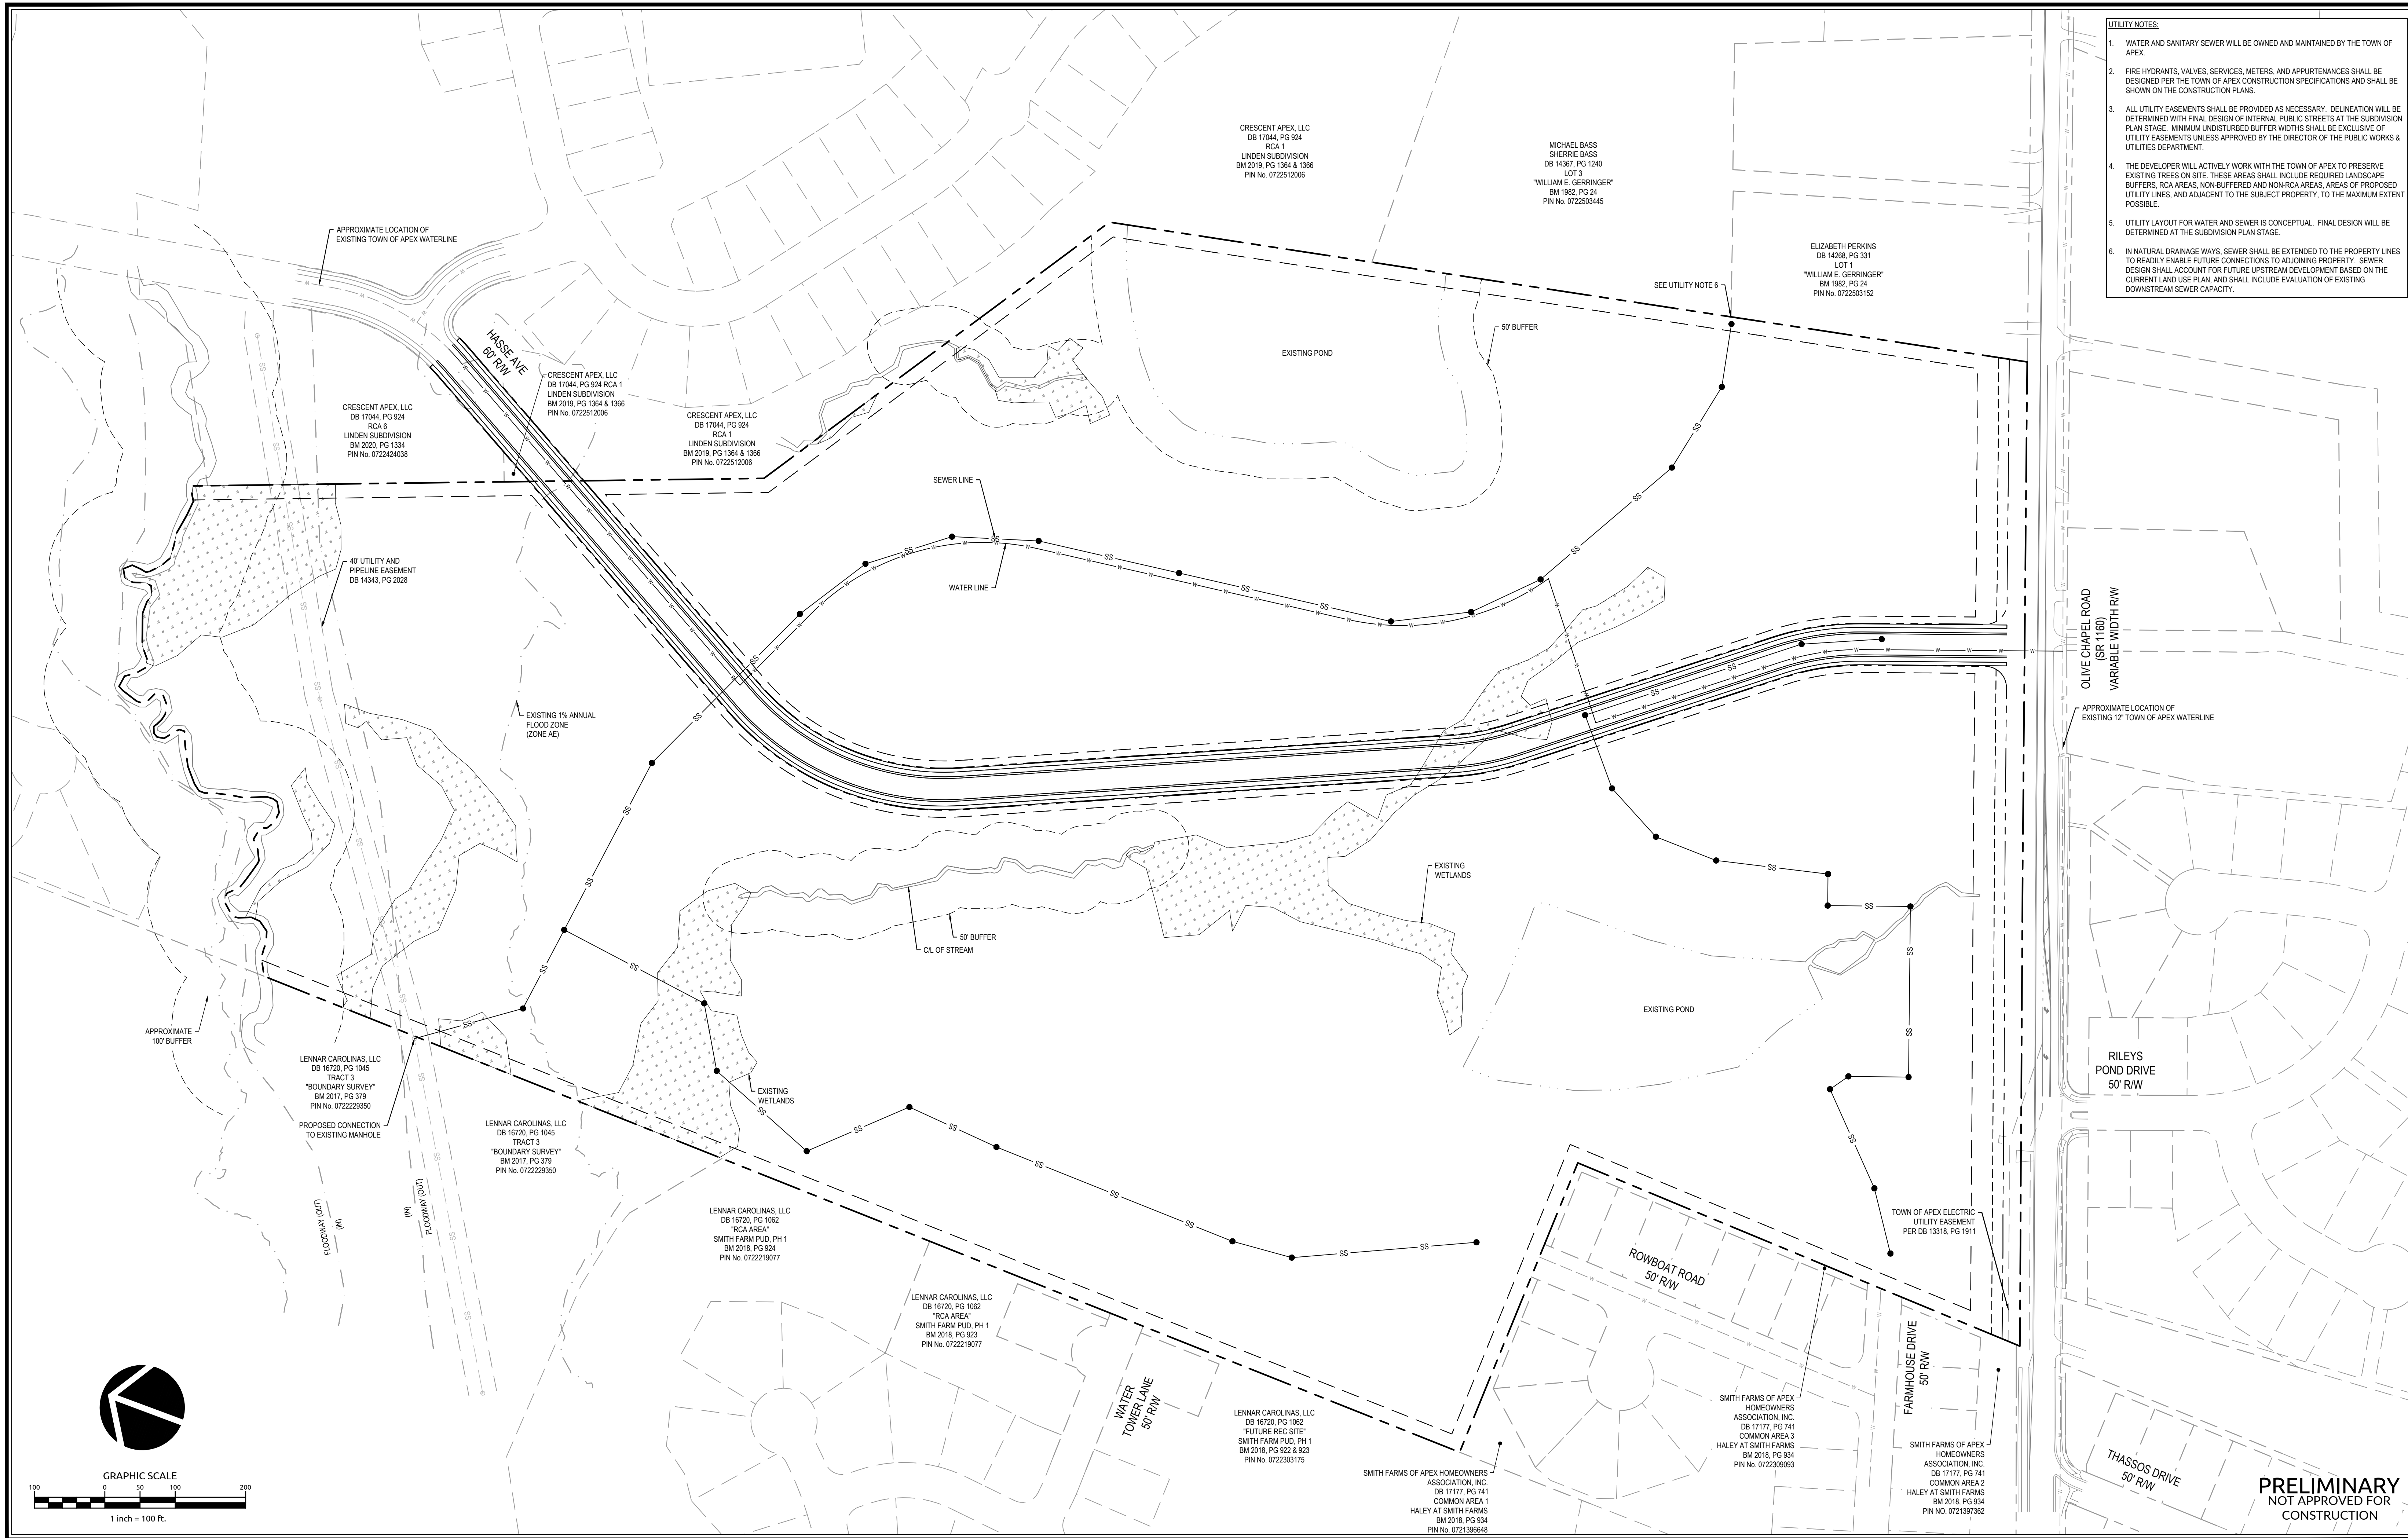 UTILITY NOTES:
1. WATER AND SANITARY SEWER WILL BE OWNED AND MAINTAINED BY THE TOWN OF
APEX.
2. FIRE HYDRANTS, VALVES, SERVICES, METERS, AND APPURTENANCES SHALL BE
DESIGNED PER THE TOWN OF APEX CONSTRUCTION SPECIFICATIONS AND SHALL BE
SHOWN ON THE CONSTRUCTION PLANS.
3. ALL UTILITY EASEMENTS SHALL BE PROVIDED AS NECESSARY. DELINEATION WILL BE
DETERMINED WITH FINAL DESIGN OF INTERNAL PUBLIC STREETS AT THE SUBDIVISION
PLAN STAGE. MINIMUM UNDISTURBED BUFFER WIDTHS SHALL BE EXCLUSIVE OF
UTILITY EASEMENTS UNLESS APPROVED BY THE DIRECTOR OF THE PUBLIC WORKS &
UTILITIES DEPARTMENT.
4. THE DEVELOPER WILL ACTIVELY WORK WITH THE TOWN OF APEX TO PRESERVE
EXISTING TREES ON SITE. THESE AREAS SHALL INCLUDE REQUIRED LANDSCAPE
BUFFERS, RCA AREAS, NON-BUFFERED AND NON-RCA AREAS, AREAS OF PROPOSED
UTILITY LINES, AND ADJACENT TO THE SUBJECT PROPERTY, TO THE MAXIMUM EXTENT
POSSIBLE.
5. UTILITY LAYOUT FOR WATER AND SEWER IS CONCEPTUAL. FINAL DESIGN WILL BE
DETERMINED AT THE SUBDIVISION PLAN STAGE.
6. IN NATURAL DRAINAGE WAYS, SEWER SHALL BE EXTENDED TO THE PROPERTY LINES
TO READILY ENABLE FUTURE CONNECTIONS TO ADJOINING PROPERTY. SEWER
DESIGN SHALL ACCOUNT FOR FUTURE UPSTREAM DEVELOPMENT BASED ON THE
CURRENT LAND USE PLAN, AND SHALL INCLUDE EVALUATION OF EXISTING
DOWNSTREAM SEWER CAPACITY.
CRESCENT APEX, LLC
DB 17044, PG 924
RCA 1
LINDEN SUBDIVISION
BM 2019, PG 1364 & 1366
PIN No. 0722512006
MICHAEL BASS
SHERRIE BASS
DB 14367, PG 1240
LOT 3
"WILLIAM E. GERRINGER"
BM 1982, PG 24
PIN No. 0722503445
ELIZABETH PERKINS
DB 14268, PG 331
LOT 1
"WILLIAM E. GERRINGER"
BM 1982, PG 24
PIN No. 0722503152
APPROXIMATE LOCATION OF
EXISTING TOWN OF APEX WATERLINE
SEE UTILITY NOTE 6
50' BUFFER
EXISTING POND
HASSE AVE
60' R/W
CRESCENT APEX, LLC
DB 17044, PG 924 RCA 1
LINDEN SUBDIVISION
BM 2019, PG 1364 & 1366
PIN No. 0722512006
CRESCENT APEX, LLC
DB 17044, PG 924
RCA 6
LINDEN SUBDIVISION
BM 2020, PG 1334
PIN No. 0722424038
CRESCENT APEX, LLC
DB 17044, PG 924
RCA 1
LINDEN SUBDIVISION
BM 2019, PG 1364 & 1366
PIN No. 0722512006
SEWER LINE
WATER LINE
40' UTILITY AND
PIPELINE EASEMENT
DB 14343, PG 2028
EXISTING 1% ANNUAL
FLOOD ZONE
(ZONE AE)
OLIVE CHAPEL ROAD
(SR 1160)
VARIABLE WIDTH R/W
APPROXIMATE LOCATION OF
EXISTING 12" TOWN OF APEX WATERLINE
EXISTING
WETLANDS
50' BUFFER
C/L OF STREAM
EXISTING POND
APPROXIMATE
100' BUFFER
LENNAR CAROLINAS, LLC
DB 16720, PG 1045
TRACT 3
"BOUNDARY SURVEY"
BM 2017, PG 379
PIN No. 0722229350
PROPOSED CONNECTION
TO EXISTING MANHOLE
LENNAR CAROLINAS, LLC
DB 16720, PG 1045
TRACT 3
"BOUNDARY SURVEY"
BM 2017, PG 379
PIN No. 0722229350
EXISTING
WETLANDS
RILEYS
POND DRIVE
50' R/W
FLOODWAY (OUT)
(IN)
(IN)
FLOODWAY (OUT)
LENNAR CAROLINAS, LLC
DB 16720, PG 1062
"RCA AREA"
SMITH FARM PUD, PH 1
BM 2018, PG 924
PIN No. 0722219077
LENNAR CAROLINAS, LLC
DB 16720, PG 1062
"RCA AREA"
SMITH FARM PUD, PH 1
BM 2018, PG 923
PIN No. 0722219077
WATER
TOWER LANE
50' R/W
LENNAR CAROLINAS, LLC
DB 16720, PG 1062
"FUTURE REC SITE"
SMITH FARM PUD, PH 1
BM 2018, PG 922 & 923
PIN No. 0722303175
TOWN OF APEX ELECTRIC
UTILITY EASEMENT
PER DB 13318, PG 1911
ROWBOAT ROAD
50' R/W
FARMHOUSE DRIVE
50' R/W
SMITH FARMS OF APEX HOMEOWNERS
ASSOCIATION, INC.
DB 17177, PG 741
COMMON AREA 1
HALEY AT SMITH FARMS
BM 2018, PG 934
PIN No. 0721396648
SMITH FARMS OF APEX
HOMEOWNERS
ASSOCIATION, INC.
DB 17177, PG 741
COMMON AREA 3
HALEY AT SMITH FARMS
BM 2018, PG 934
PIN No. 0722309093
SMITH FARMS OF APEX
HOMEOWNERS
ASSOCIATION, INC.
DB 17177, PG 741
COMMON AREA 2
HALEY AT SMITH FARMS
BM 2018, PG 934
PIN NO. 0721397362
THASSOS DRIVE
50' R/W
GRAPHIC SCALE
100 0 50 100 200
1 inch = 100 ft.
PRELIMINARY
NOT APPROVED FOR
CONSTRUCTION